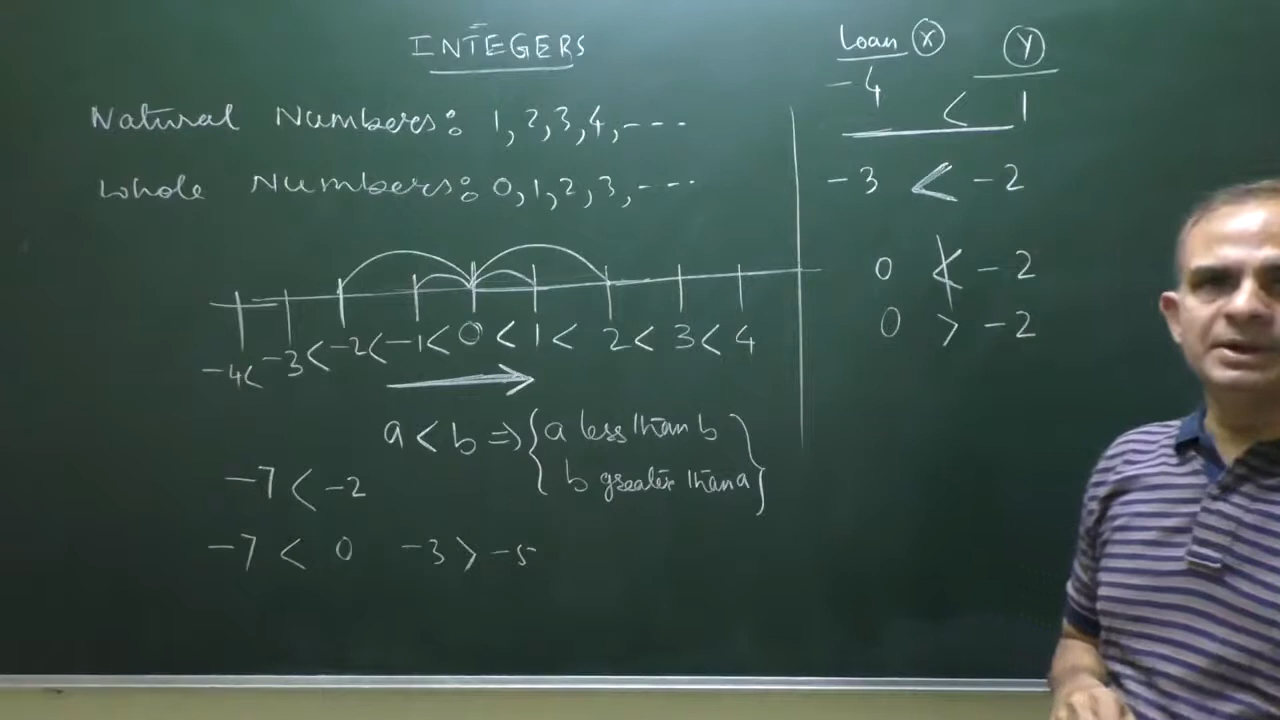 INTEGERS
Natural Numbers: 1, 2, 3, 4, ---
Whole Numbers: 0, 1, 2, 3, ---
-4< -3< -2< -1< 0 < 1 < 2 < 3 < 4
a < b => { a less than b
b greater than a }
-7 < -2
-7 < 0 -3 > -5
Loan X Y
-4 < 1
-3 < -2
0 < -2
0 > -2